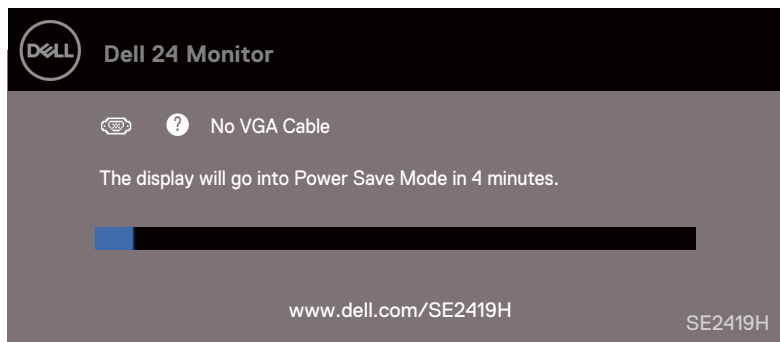 DELL
Dell 24 Monitor
? No VGA Cable
The display will go into Power Save Mode in 4 minutes.
www.dell.com/SE2419H
SE2419H